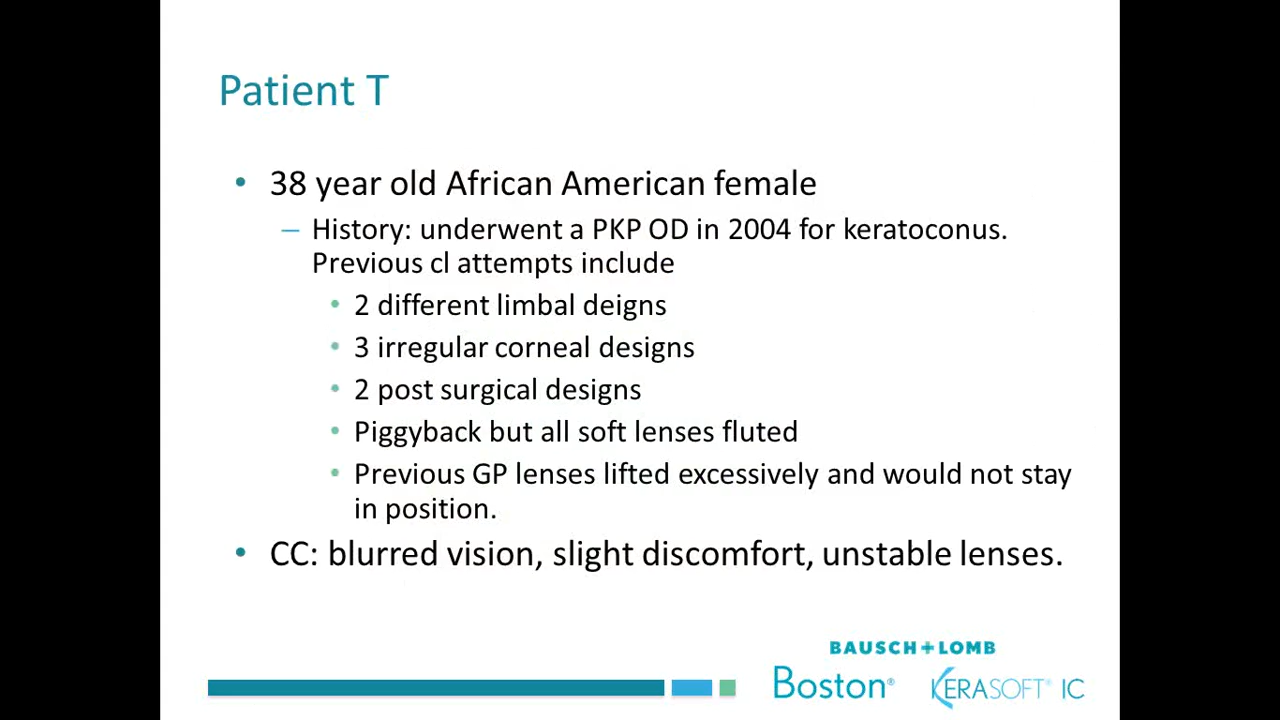 Patient T
• 38 year old African American female
– History: underwent a PKP OD in 2004 for keratoconus.
Previous cl attempts include
• 2 different limbal deigns
• 3 irregular corneal designs
• 2 post surgical designs
• Piggyback but all soft lenses fluted
• Previous GP lenses lifted excessively and would not stay
in position.
• CC: blurred vision, slight discomfort, unstable lenses.
BAUSCH+LOMB
Boston® KERASOFT® IC